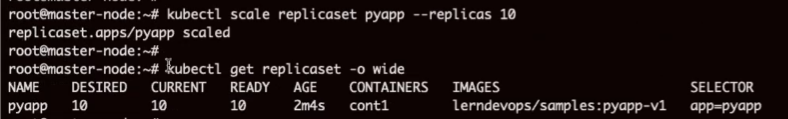 root@master-node:~# kubectl scale replicaset pyapp --replicas 10
replicaset.apps/pyapp scaled
root@master-node:~#
root@master-node:~# kubectl get replicaset -o wide
NAME DESIRED CURRENT READY AGE CONTAINERS IMAGES SELECTOR
pyapp 10 10 10 2m4s cont1 lerndevops/samples:pyapp-v1 app=pyapp